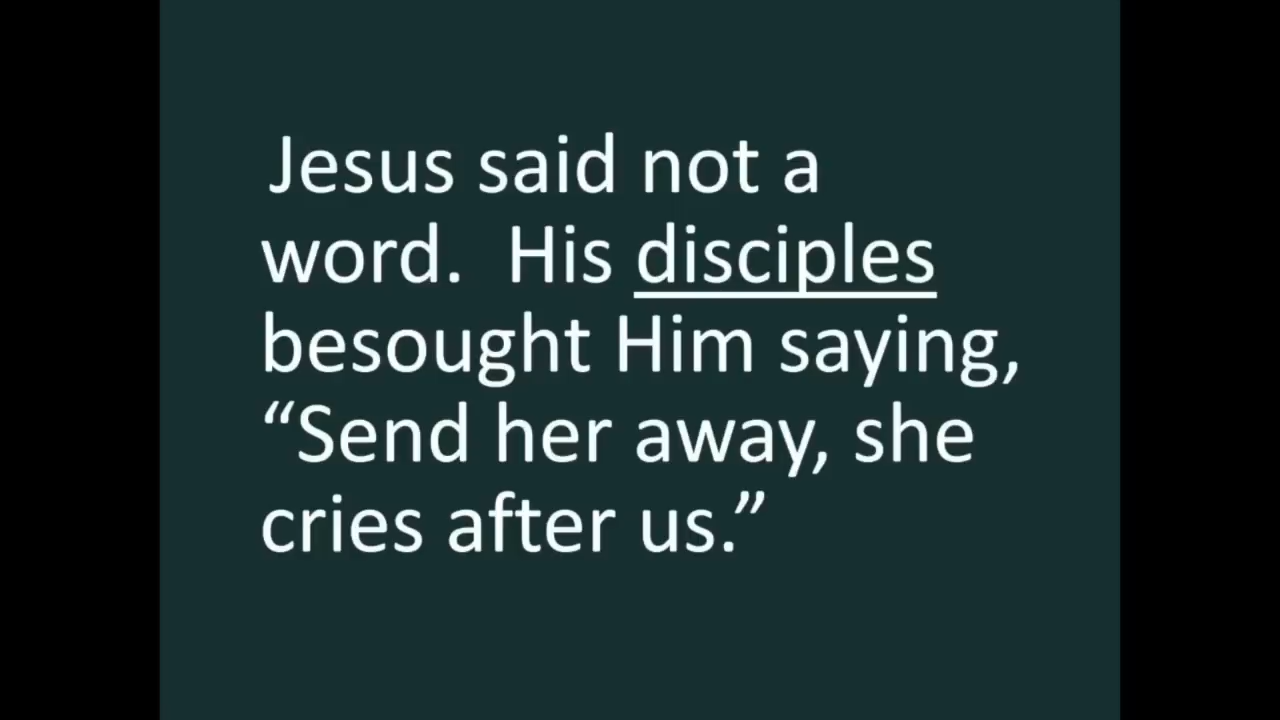 Jesus said not a
word.  His disciples
besought Him saying,
“Send her away, she
cries after us.”